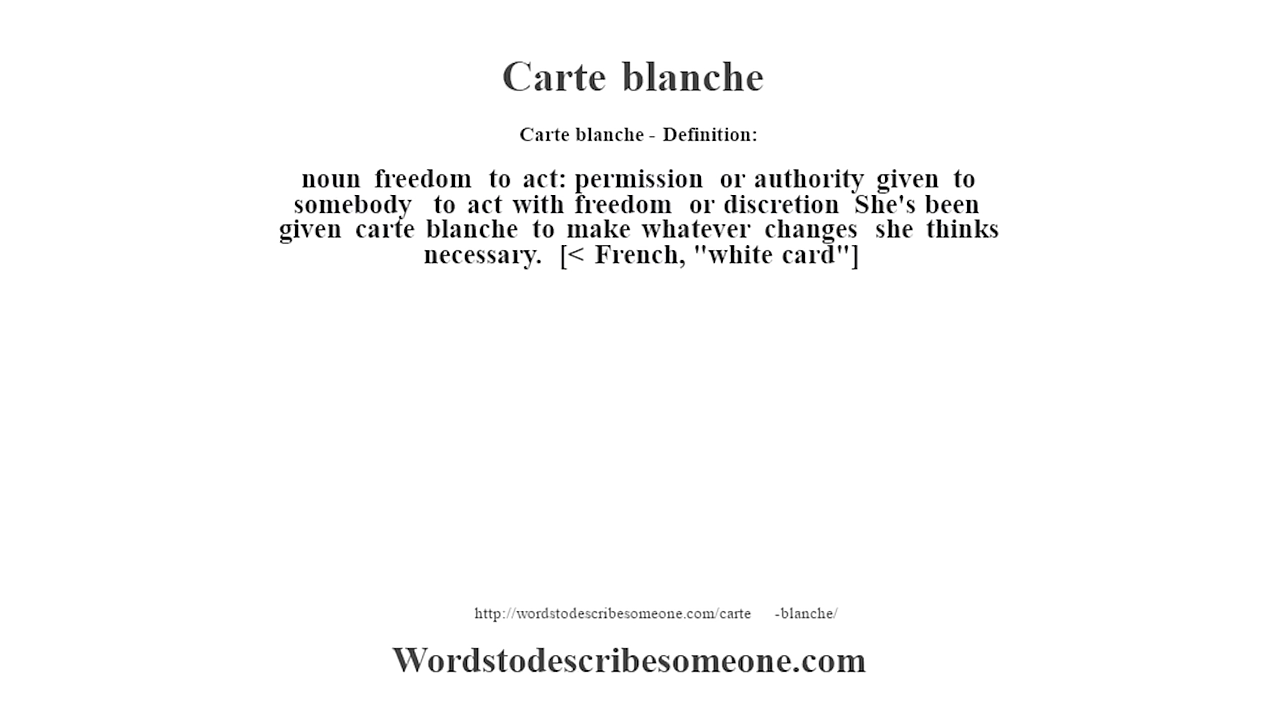 Carte blanche
Carte blanche - Definition:
noun freedom to act: permission or authority given to
somebody to act with freedom or discretion She's been
given carte blanche to make whatever changes she thinks
necessary. [< French, "white card"]
http://wordstodescribesomeone.com/carte -blanche/
Wordstodescribesomeone.com